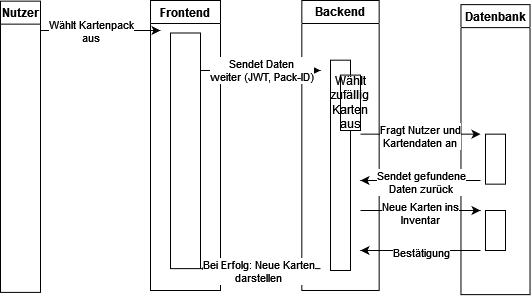 Nutzer
Frontend
Backend
Datenbank
Wählt Kartenpack
aus
Sendet Daten
weiter (JWT, Pack-ID)
Wählt
zufällig
Karten
aus
Fragt Nutzer und
Kartendaten an
Sendet gefundene
Daten zurück
Neue Karten ins
Inventar
Bestätigung
Bei Erfolg: Neue Karten
darstellen